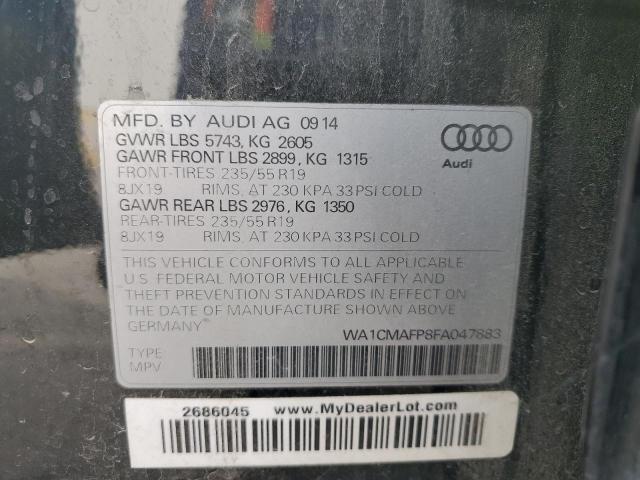 MFD. BY AUDI AG 09 14
GVWR LBS 5743, KG 2605
GAWR FRONT LBS 2899, KG 1315
FRONT-TIRES 235/55 R19
8JX19 RIMS, AT 230 KPA 33 PSI COLD
GAWR REAR LBS 2976, KG 1350
REAR-TIRES 235/55 R19
8JX19 RIMS, AT 230 KPA 33 PSI COLD
Audi
THIS VEHICLE CONFORMS TO ALL APPLICABLE
U.S. FEDERAL MOTOR VEHICLE SAFETY AND
THEFT PREVENTION STANDARDS IN EFFECT ON
THE DATE OF MANUFACTURE SHOWN ABOVE.
GERMANY
WA1CMAFP8FA047883
TYPE
MPV
2686045 www.MyDealerLot.com